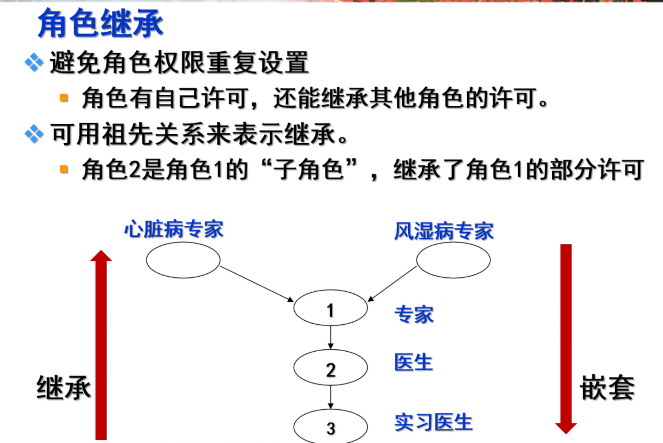 角色继承
避免角色权限重复设置
角色有自己许可，还能继承其他角色的许可。
可用祖先关系来表示继承。
角色2是角色1的“子角色”，继承了角色1的部分许可
心脏病专家
风湿病专家
1
专家
2
医生
继承
嵌套
3
实习医生